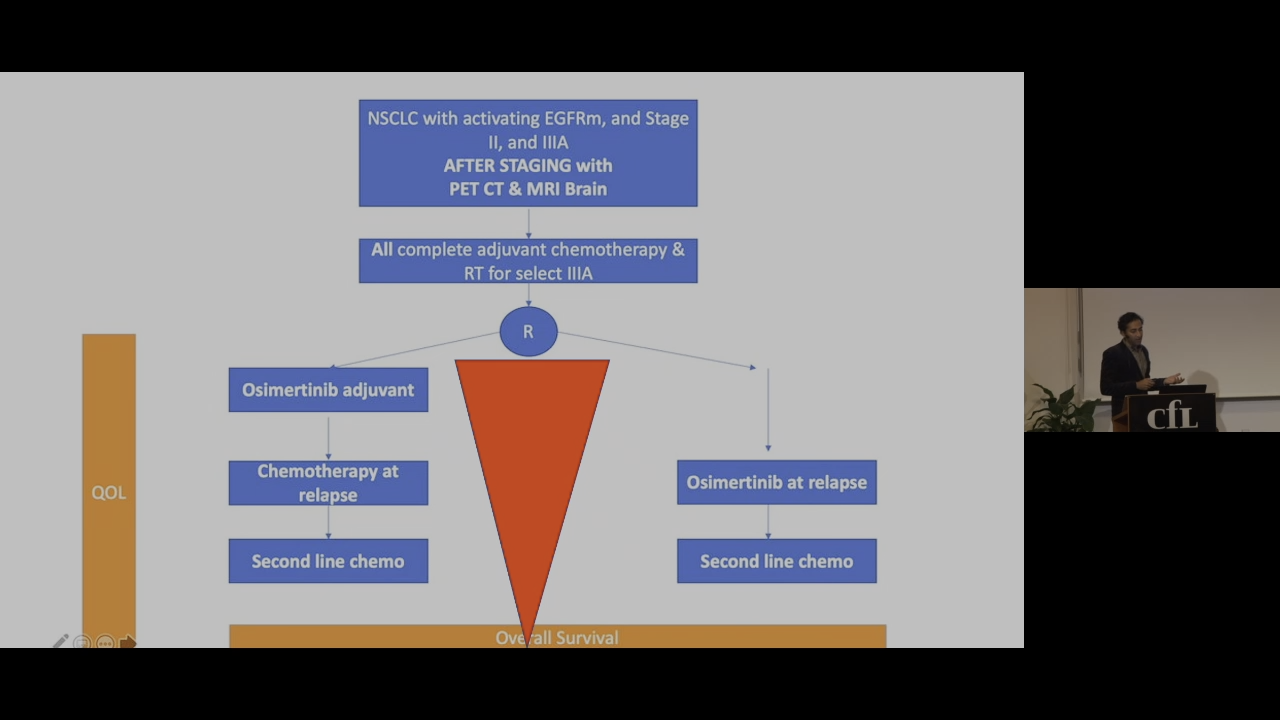 NSCLC with activating EGFRm, and Stage
II, and IIIA
AFTER STAGING with
PET CT & MRI Brain
All complete adjuvant chemotherapy &
RT for select IIIA
R
Osimertinib adjuvant
Chemotherapy at
relapse
Osimertinib at relapse
QOL
Second line chemo
Second line chemo
Overall Survival
cfL